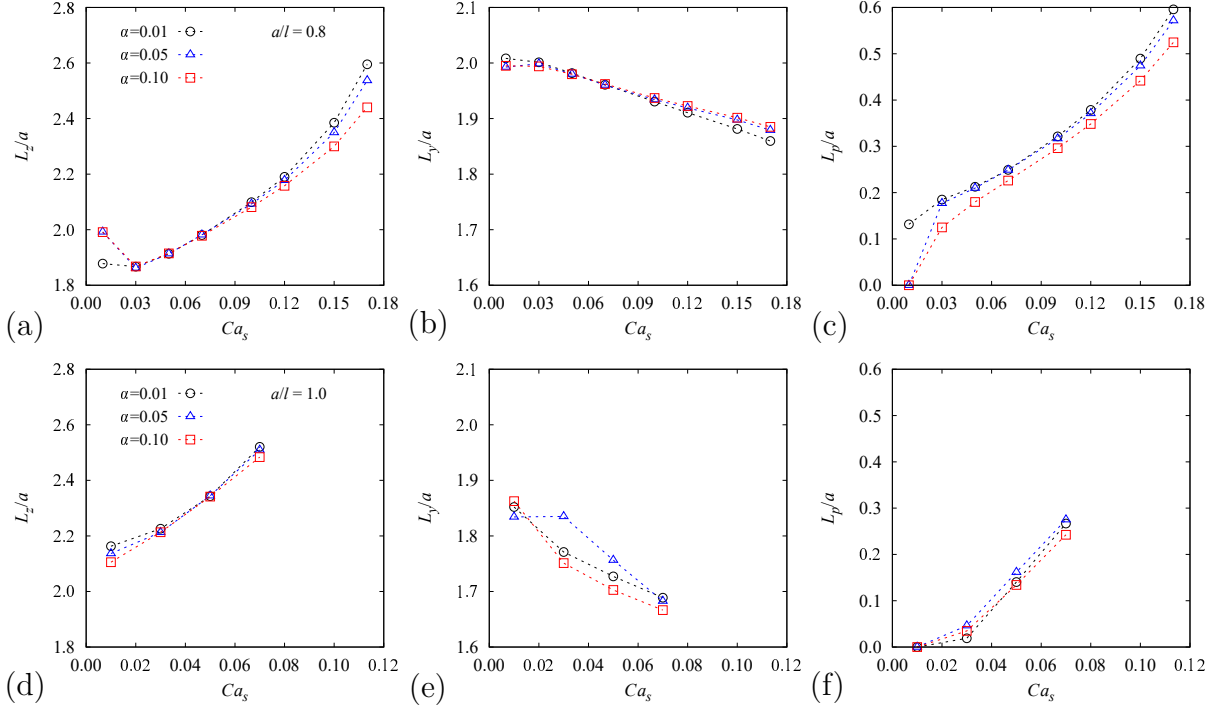 2.8
2.6
2.4
2.2
2.0
1.8
L_z/a
α=0.01
α=0.05
α=0.10
a/l = 0.8
0.00 0.03 0.06 0.09 0.12 0.15 0.18
Ca_s
(a)
2.1
2.0
1.9
1.8
1.7
1.6
L_y/a
0.00 0.03 0.06 0.09 0.12 0.15 0.18
Ca_s
(b)
0.6
0.5
0.4
0.3
0.2
0.1
0.0
L_p/a
0.00 0.03 0.06 0.09 0.12 0.15 0.18
Ca_s
(c)
2.8
2.6
2.4
2.2
2.0
1.8
L_z/a
α=0.01
α=0.05
α=0.10
a/l = 1.0
0.00 0.02 0.04 0.06 0.08 0.10 0.12
Ca_s
(d)
2.1
2.0
1.9
1.8
1.7
1.6
L_y/a
0.00 0.02 0.04 0.06 0.08 0.10 0.12
Ca_s
(e)
0.6
0.5
0.4
0.3
0.2
0.1
0.0
L_p/a
0.00 0.02 0.04 0.06 0.08 0.10 0.12
Ca_s
(f)